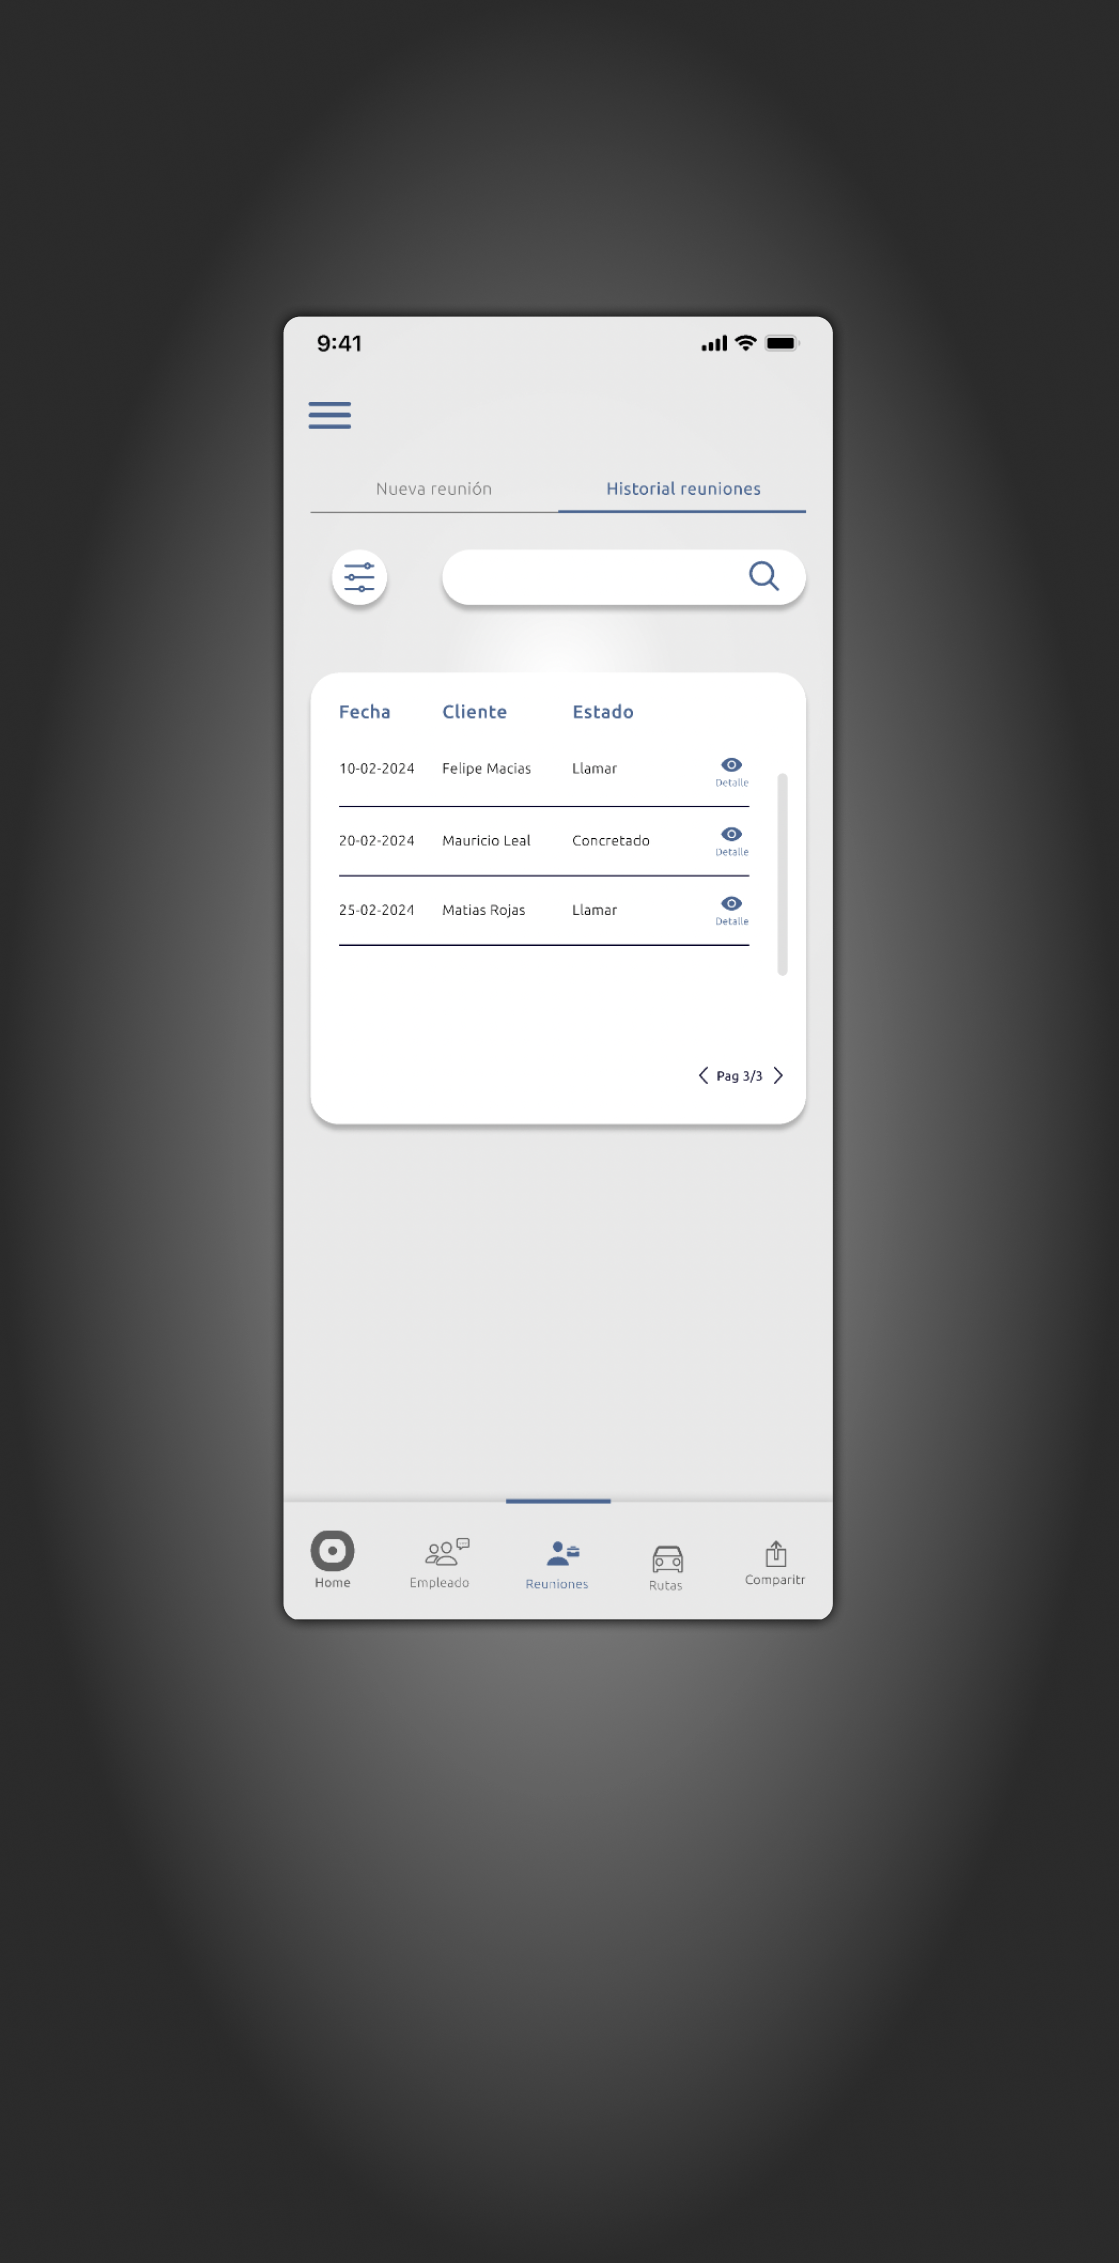 9:41
Nueva reunión Historial reuniones
Fecha Cliente Estado
10-02-2024 Felipe Macias Llamar Detalle
20-02-2024 Mauricio Leal Concretado Detalle
25-02-2024 Matias Rojas Llamar Detalle
Pag 3/3
Home Empleado Reuniones Rutas Comparitr